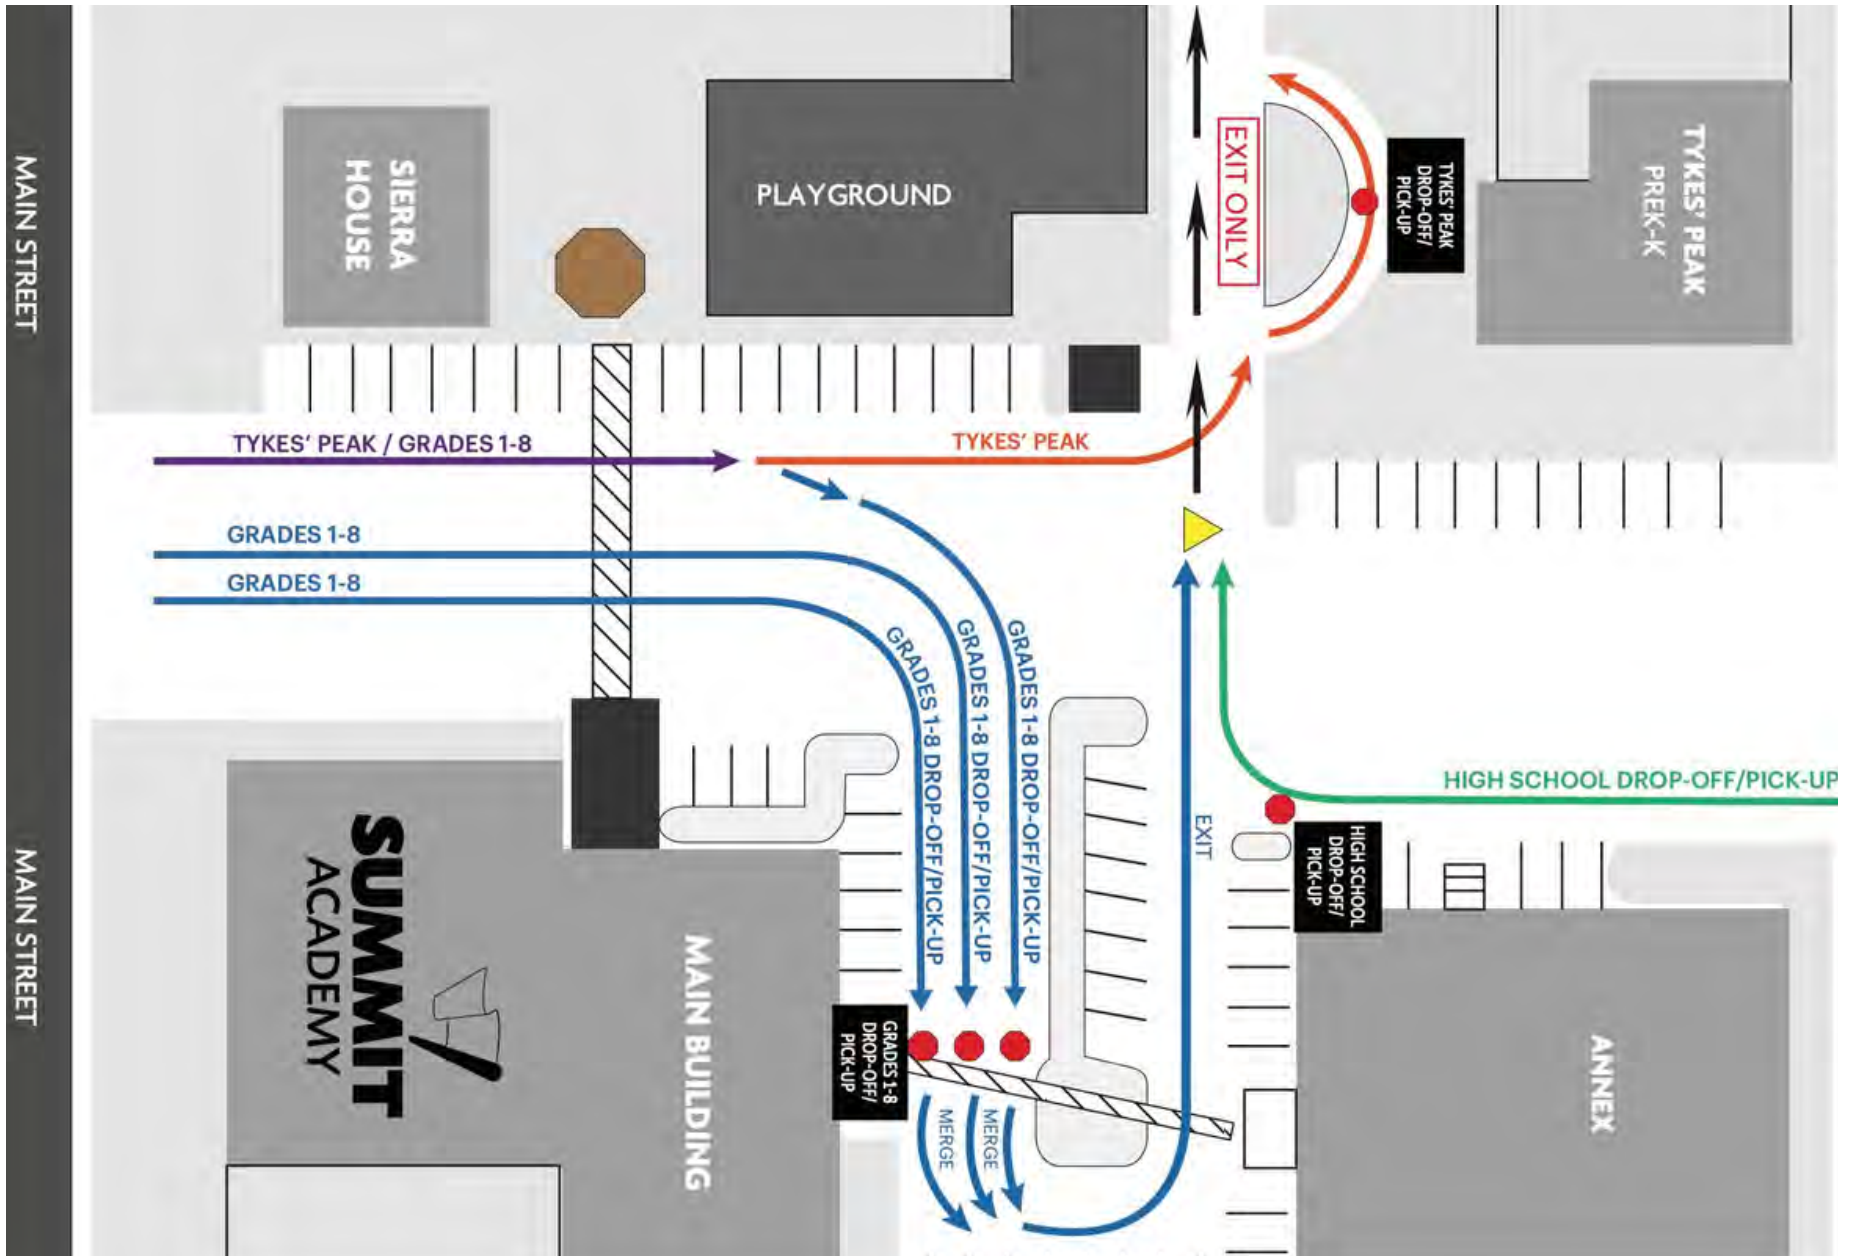 MAIN STREET
MAIN STREET
SIERRA
HOUSE
PLAYGROUND
EXIT ONLY
TYKES' PEAK
DROP-OFF/
PICK-UP
TYKES' PEAK
PREK-K
TYKES' PEAK / GRADES 1-8
TYKES' PEAK
GRADES 1-8
GRADES 1-8
GRADES 1-8 DROP-OFF/PICK-UP
GRADES 1-8 DROP-OFF/PICK-UP
GRADES 1-8 DROP-OFF/PICK-UP
EXIT
HIGH SCHOOL DROP-OFF/PICK-UP
HIGH SCHOOL
DROP-OFF/
PICK-UP
SUMMIT
ACADEMY
MAIN BUILDING
GRADES 1-8
DROP-OFF/
PICK-UP
MERGE
MERGE
ANNEX